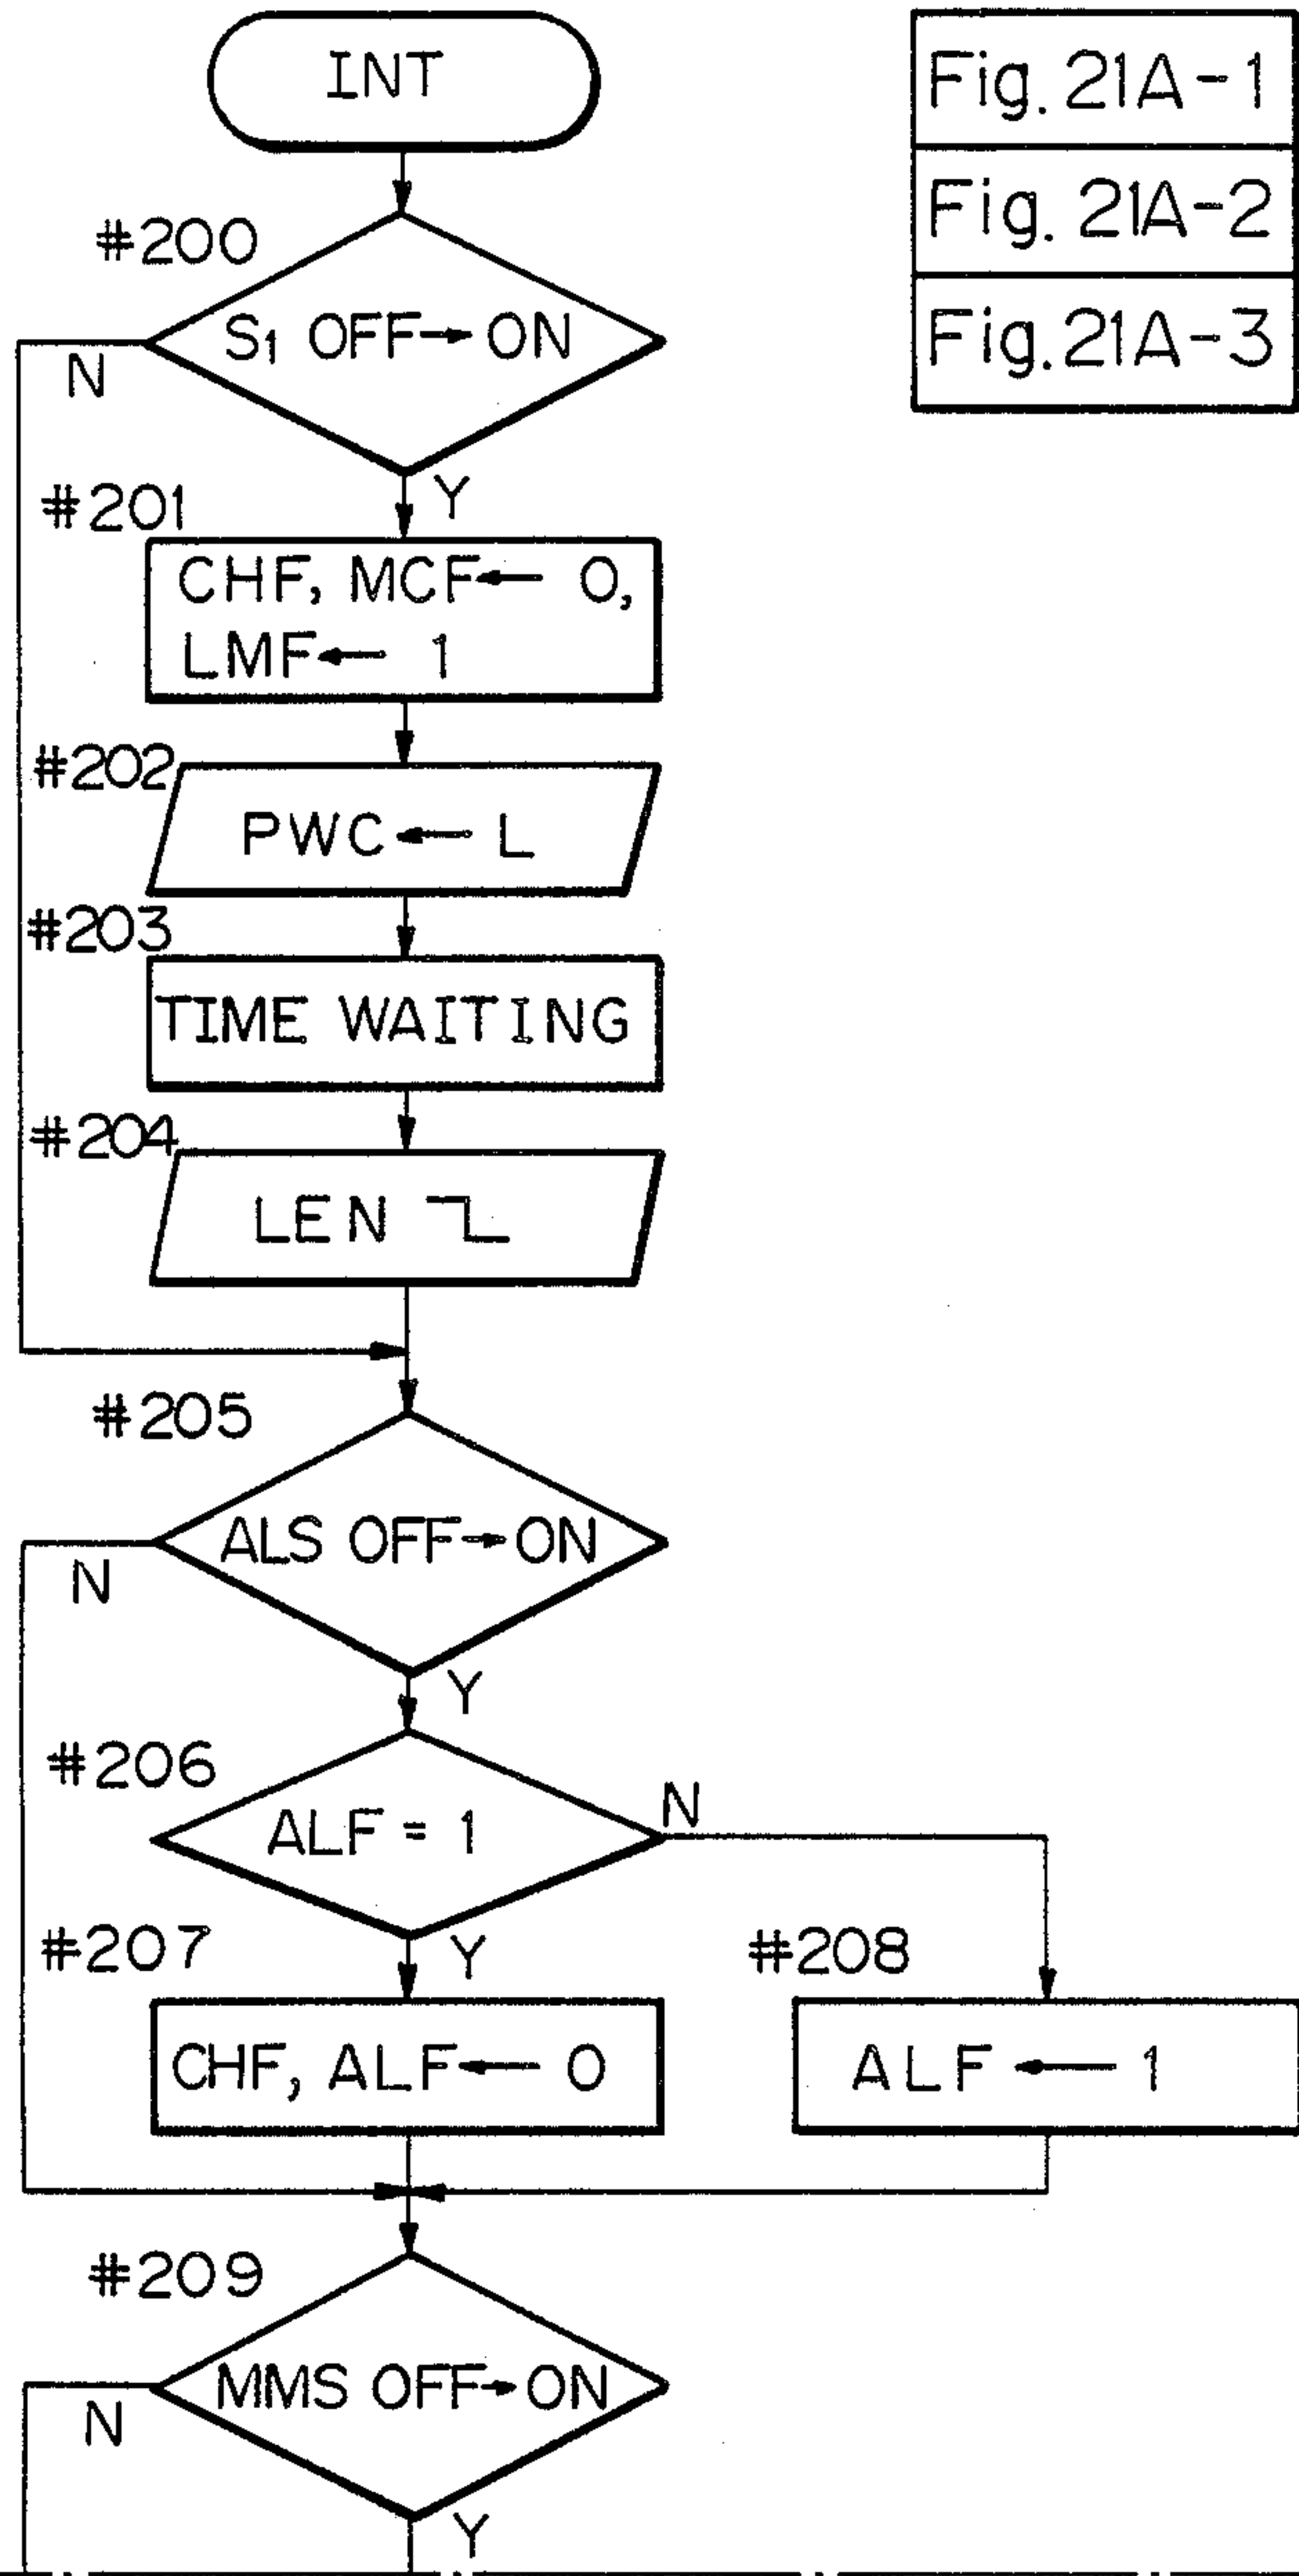 INT
Fig. 21A-1
Fig. 21A-2
Fig. 21A-3
#200
S1 OFF→ON
N
Y
#201
CHF, MCF← 0,
LMF← 1
#202
PWC← L
#203
TIME WAITING
#204
LEN
#205
ALS OFF→ON
N
Y
#206
ALF = 1
N
Y
#207
CHF, ALF← 0
#208
ALF ← 1
#209
MMS OFF→ON
N
Y